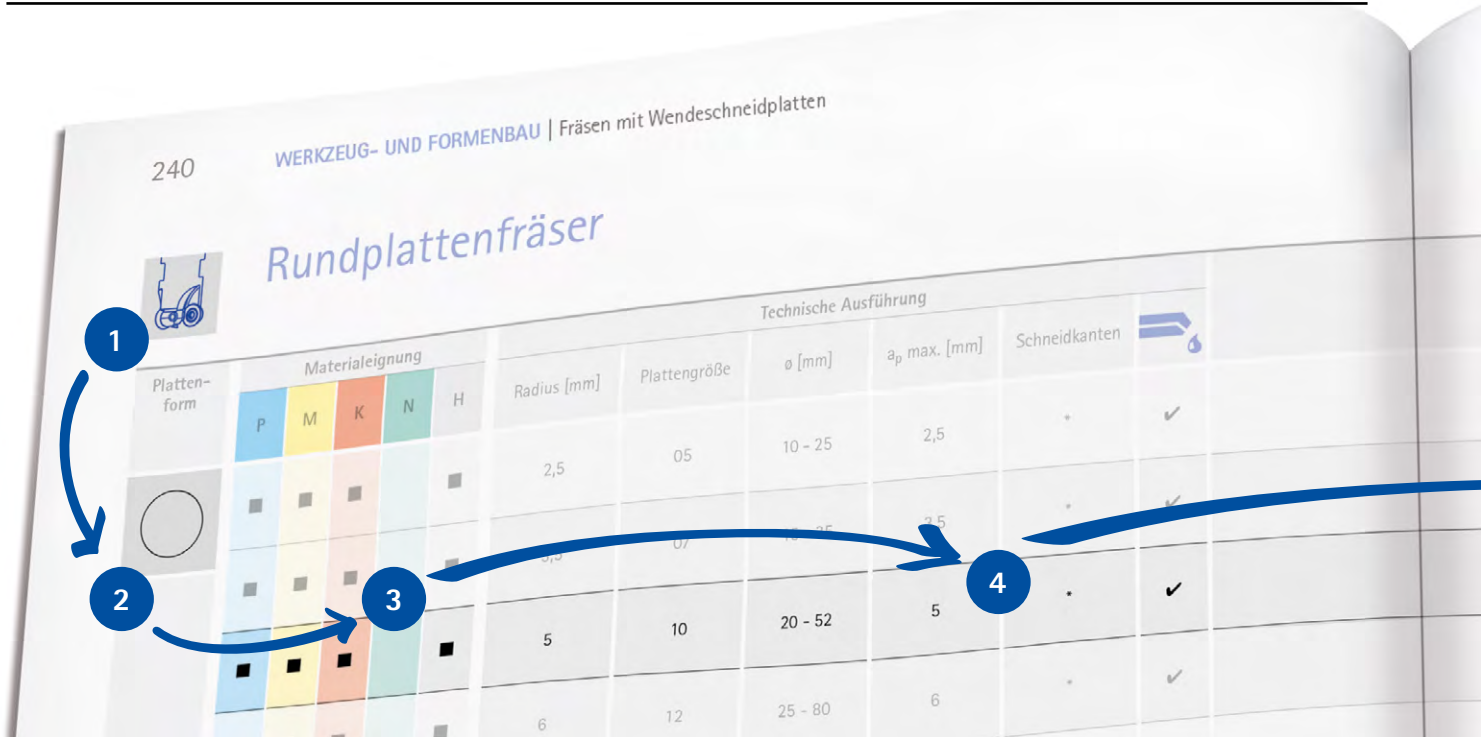 240
WERKZEUG- UND FORMENBAU | Fräsen mit Wendeschneidplatten
Rundplattenfräser
1
Platten-
form
Materialeignung
Technische Ausführung
P M K N H Radius [mm] Plattengröße ø [mm] ap max. [mm] Schneidkanten
■ ■ ■ ■ 2,5 05 10 - 25 2,5 * ✔
■ ■ ■ ■ * ✔
2
3
4
■ ■ ■ ■ 5 10 20 - 52 5 * ✔
■ ■ 6 12 25 - 80 6 * ✔